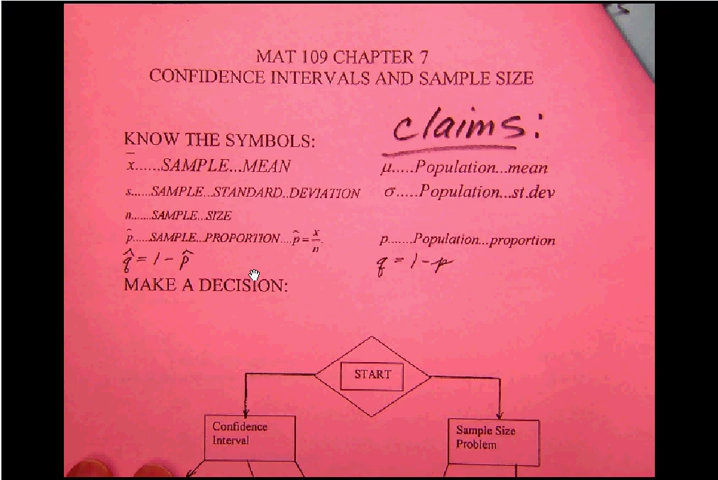 MAT 109 CHAPTER 7
CONFIDENCE INTERVALS AND SAMPLE SIZE
claims:
KNOW THE SYMBOLS:
x̄......SAMPLE...MEAN μ.....Population...mean
s......SAMPLE...STANDARD..DEVIATION σ.....Population...st.dev
n.......SAMPLE...SIZE
p̂.....SAMPLE...PROPORTION....p̂=x/n. p.......Population...proportion
q̂ = 1 - p̂ q = 1 - p
MAKE A DECISION:
START
Confidence
Interval
Sample Size
Problem